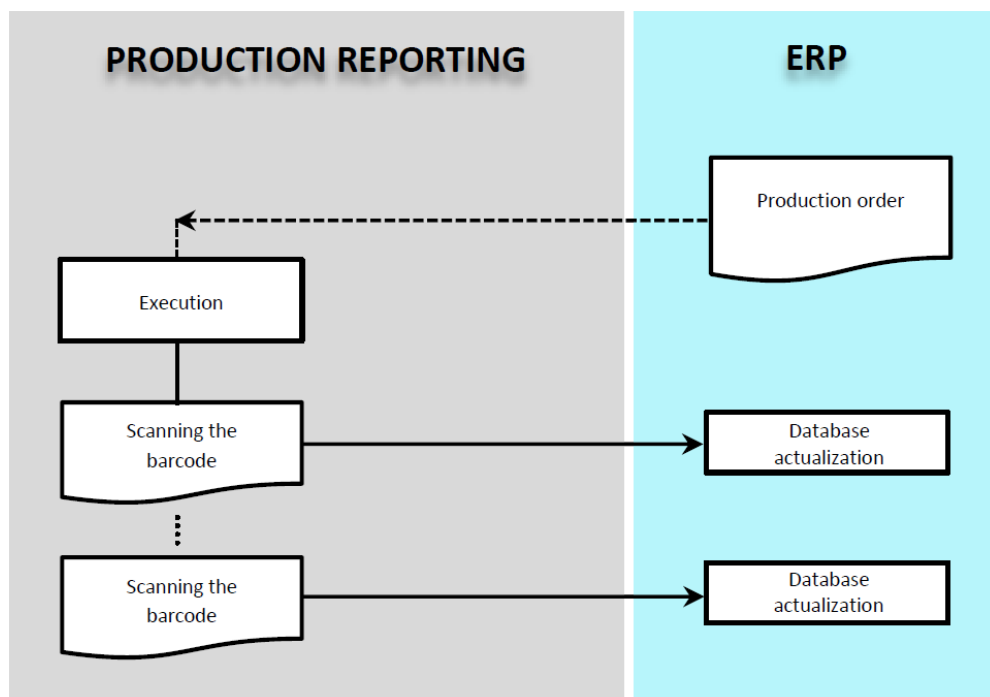 PRODUCTION REPORTING
ERP
Production order
Execution
Scanning the
barcode
Database
actualization
Scanning the
barcode
Database
actualization